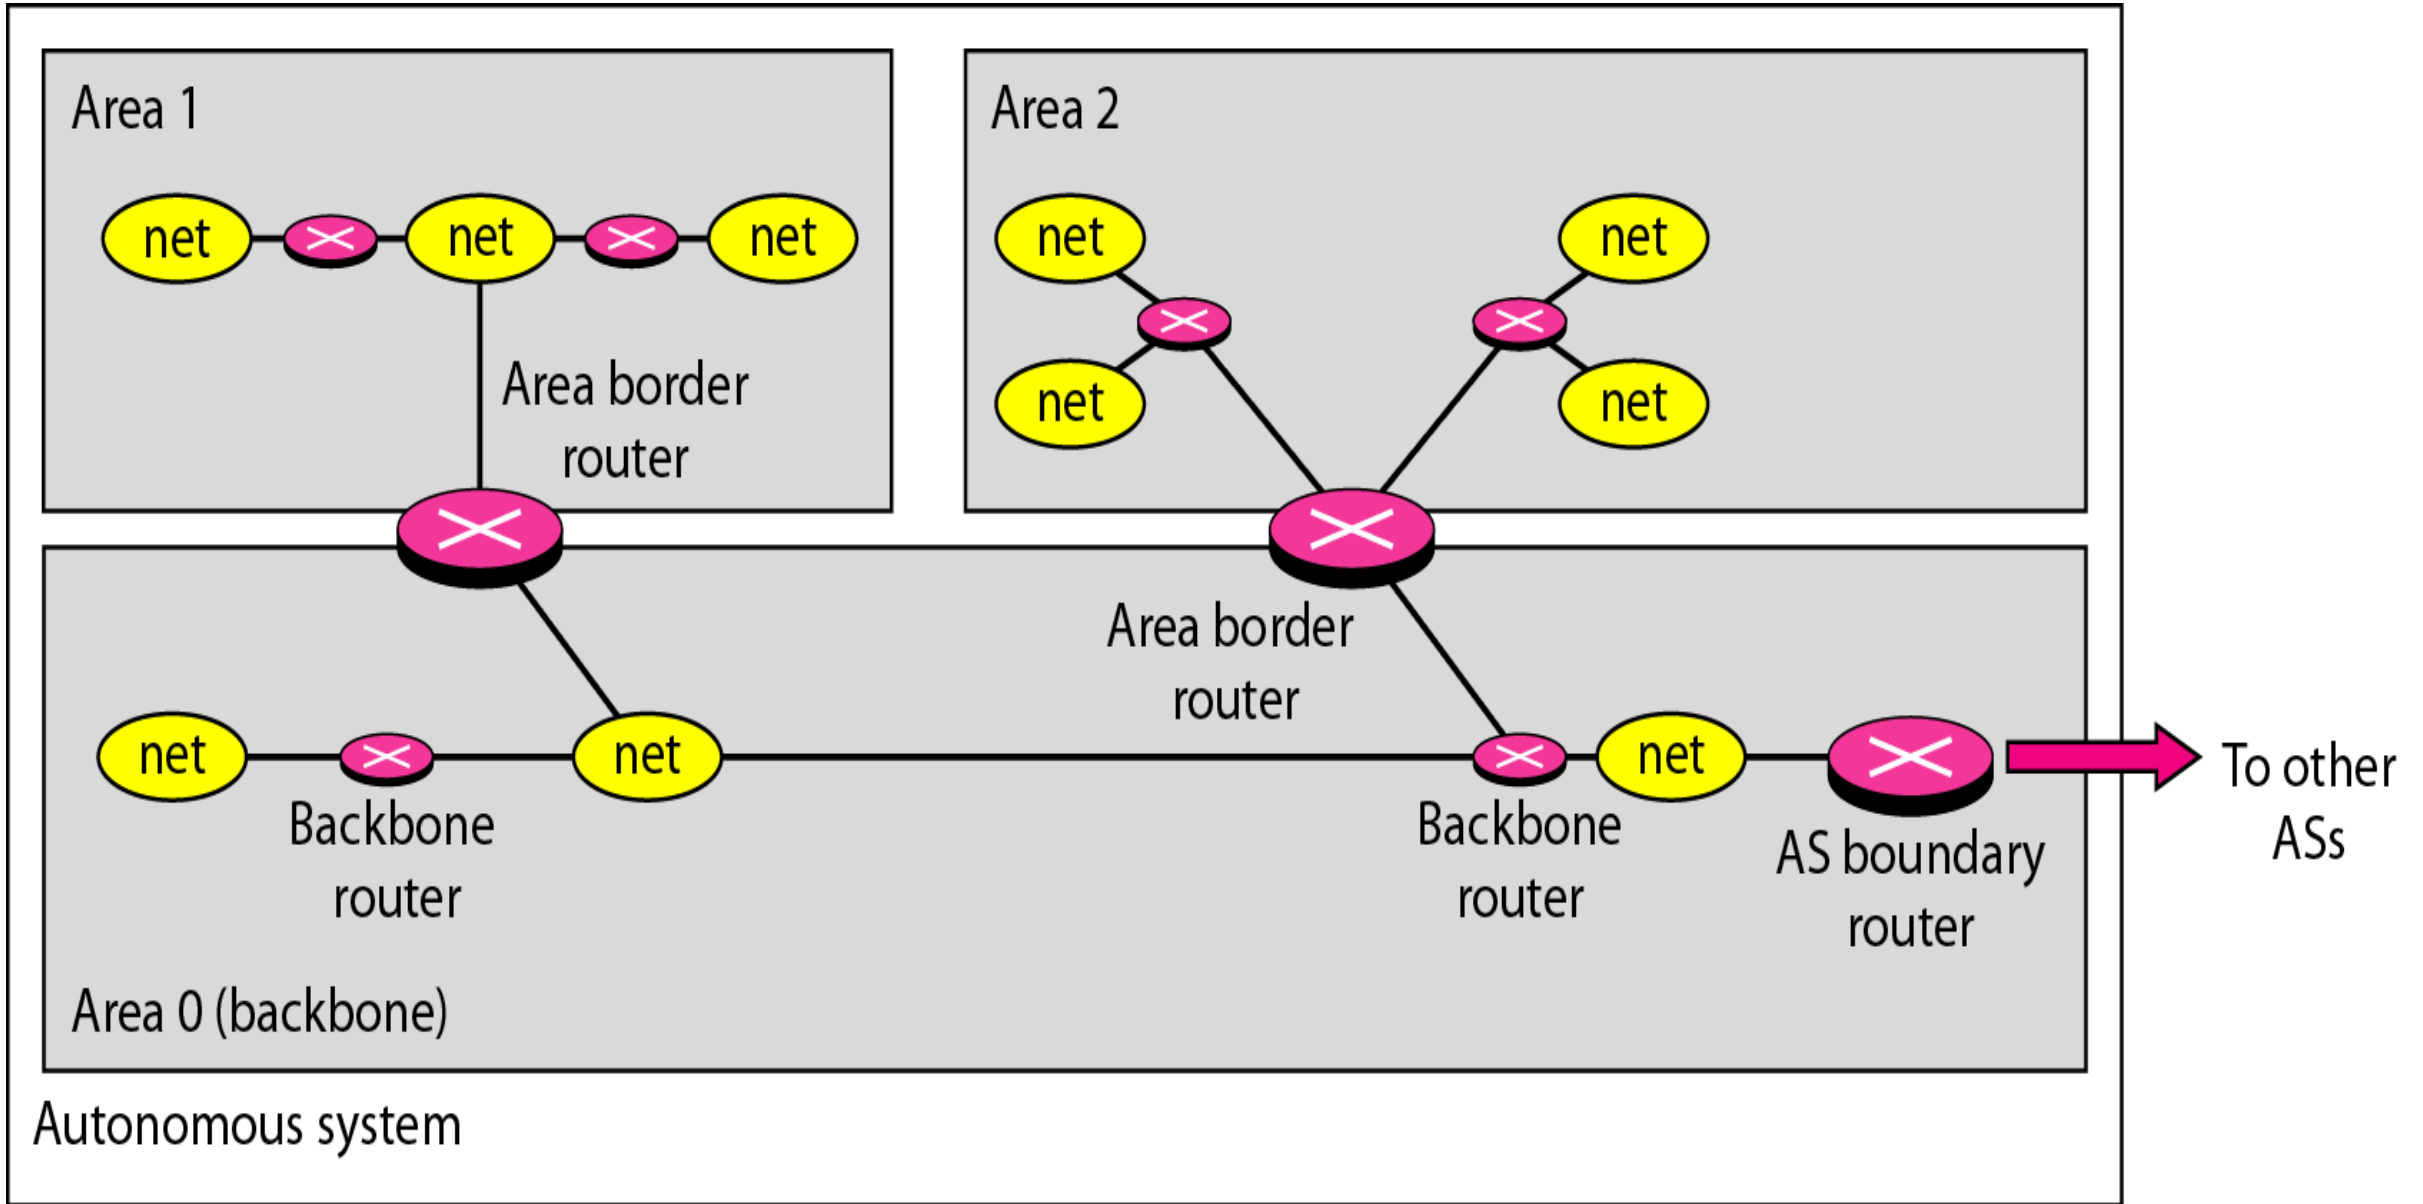 Area 1
net
net
net
Area border
router
Area 2
net
net
net
net
Area border
router
net
net
net
Backbone
router
Backbone
router
AS boundary
router
To other
ASs
Area 0 (backbone)
Autonomous system